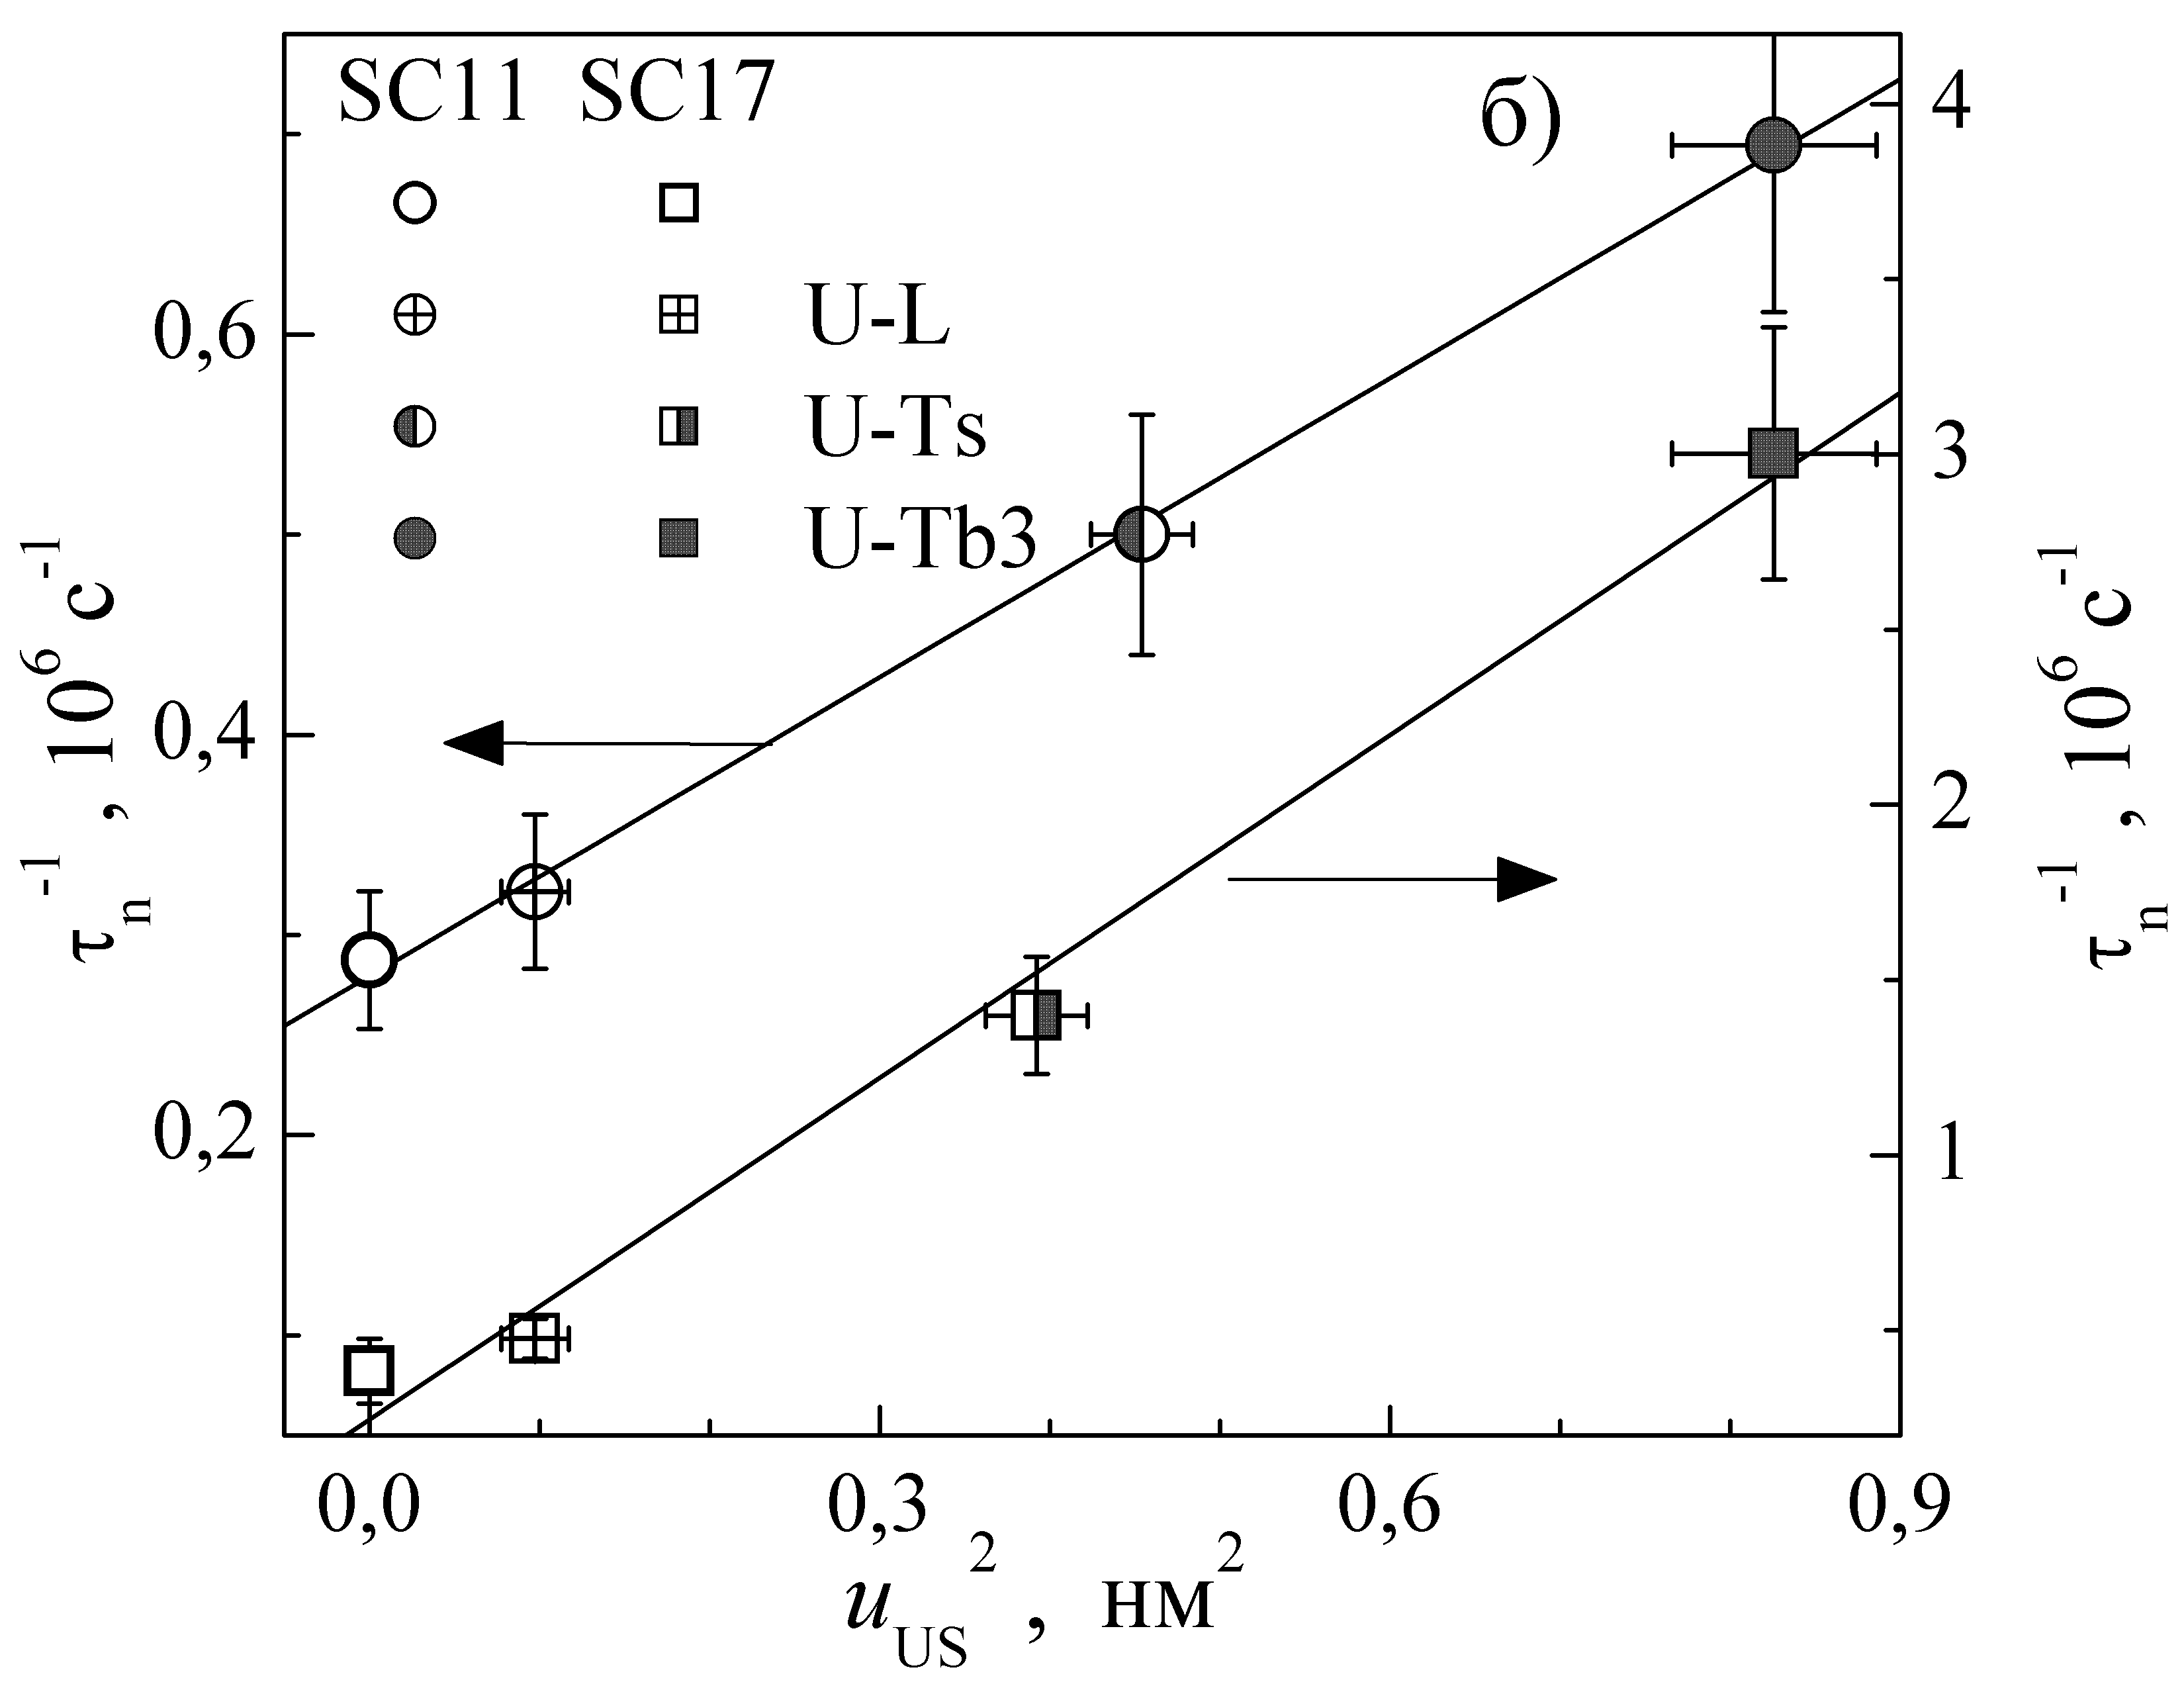 SC11 SC17 б)
U-L
U-Ts
U-Tb3
τn-1, 106 c-1
0,6
0,4
0,2
4
3
2
1
τn-1, 106 c-1
0,0 0,3 0,6 0,9
uUS2, нм2